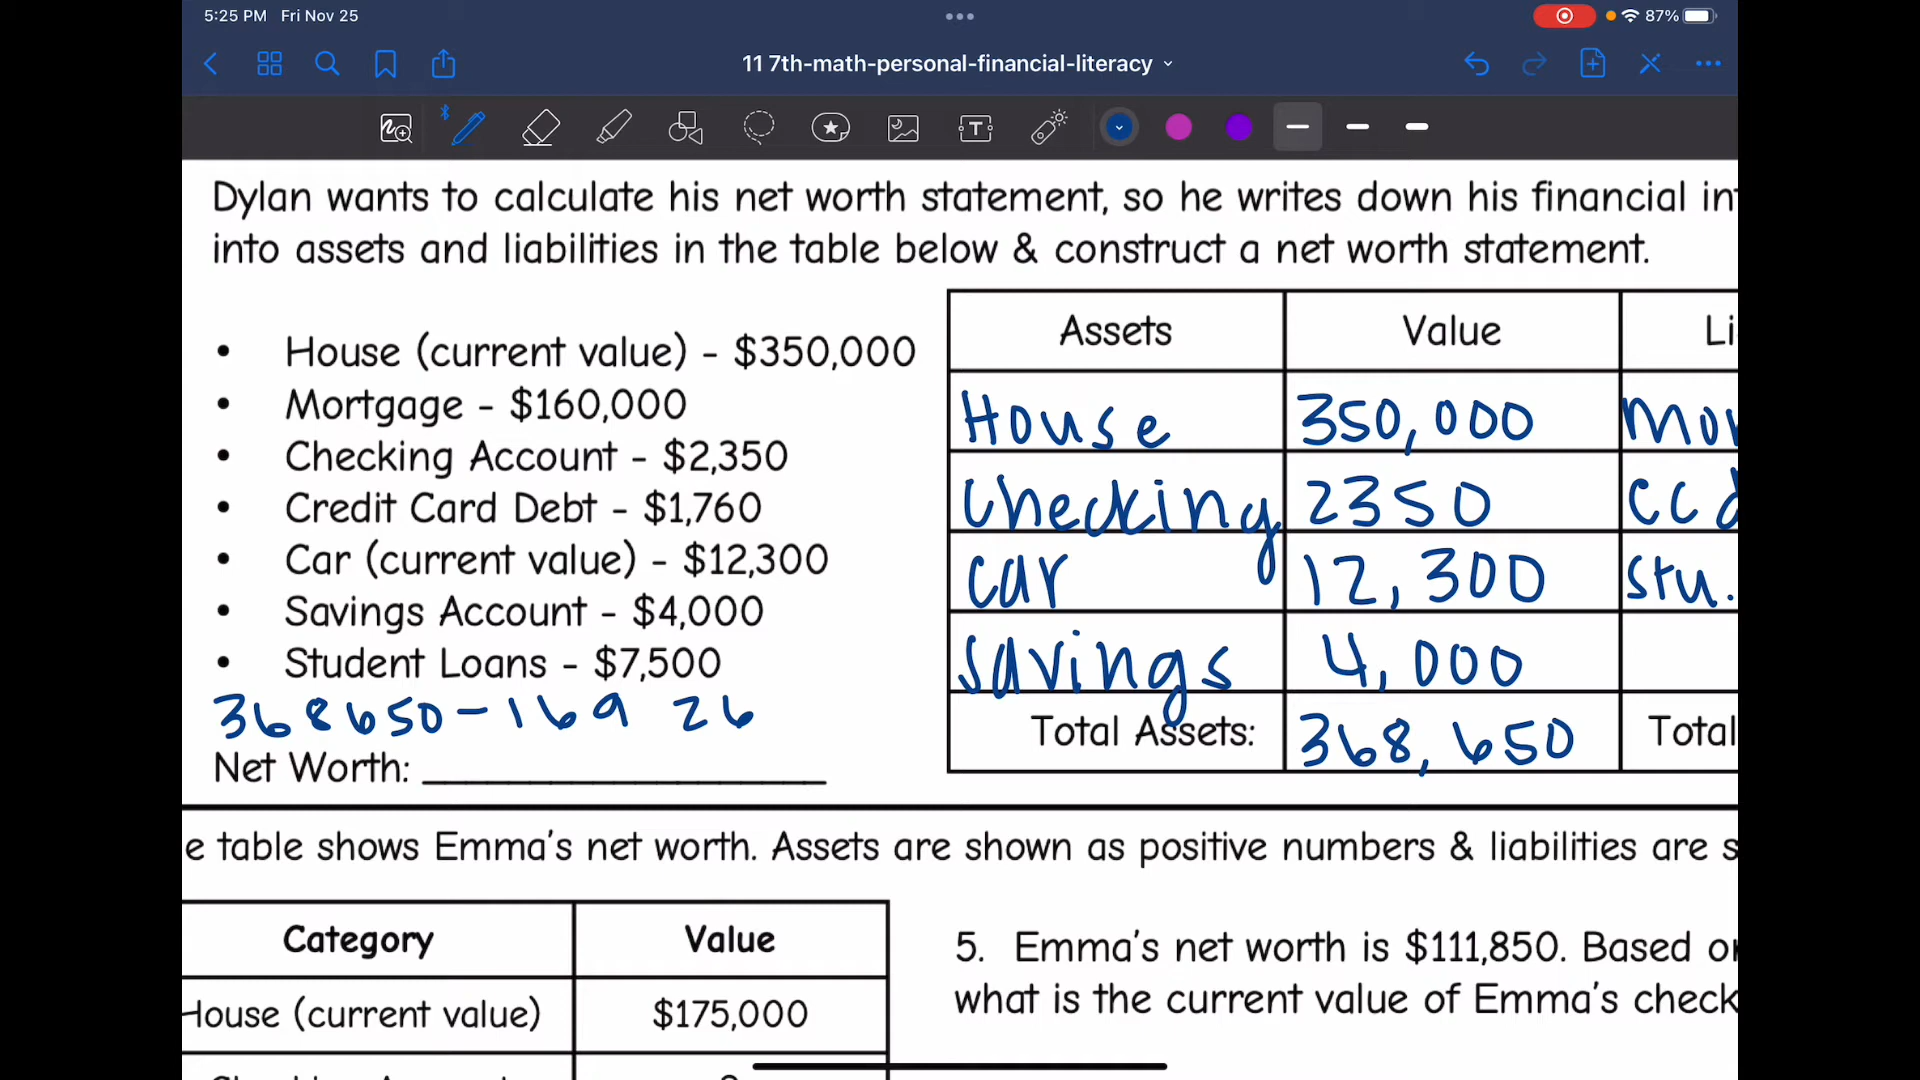 5:25 PM Fri Nov 25
87%
11 7th-math-personal-financial-literacy
Dylan wants to calculate his net worth statement, so he writes down his financial
into assets and liabilities in the table below & construct a net worth statement.
• House (current value) - $350,000
• Mortgage - $160,000
• Checking Account - $2,350
• Credit Card Debt - $1,760
• Car (current value) - $12,300
• Savings Account - $4,000
• Student Loans - $7,500
368650-169 26
Net Worth:
Assets Value Li
House 350,000 mor
checking 2350 CC d
car 12,300 stu.
savings 4,000
Total Assets: 368,650 Total
e table shows Emma's net worth. Assets are shown as positive numbers & liabilities are s
Category Value
House (current value) $175,000
5. Emma's net worth is $111,850. Based on
what is the current value of Emma's check